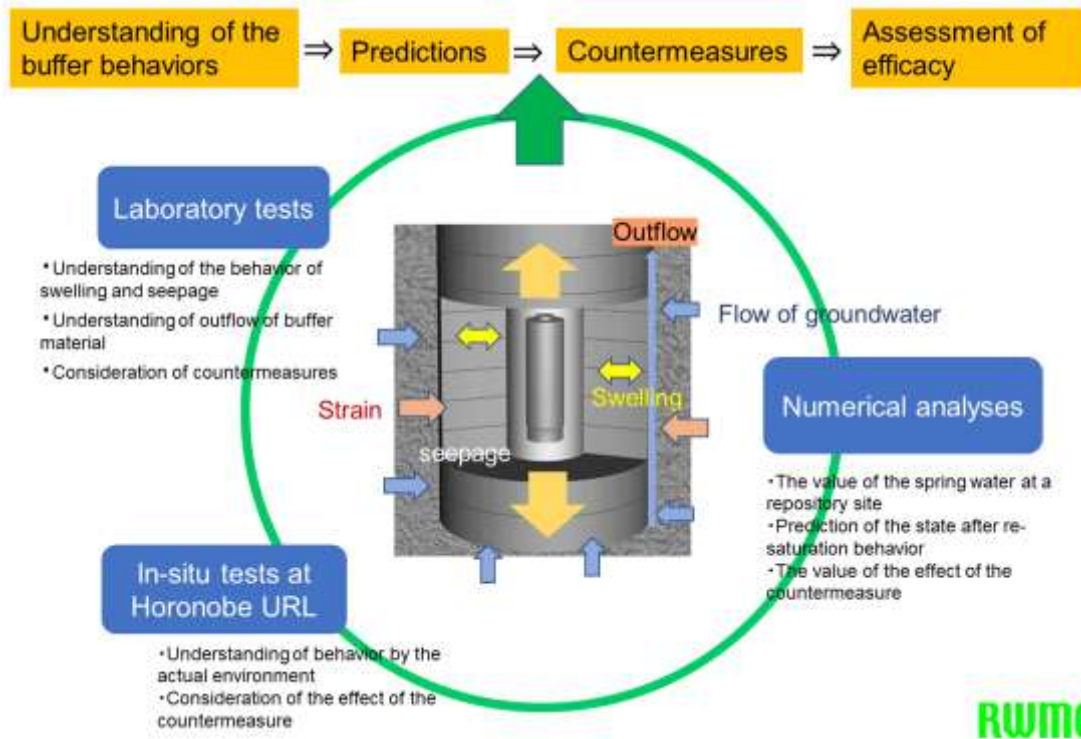 Understanding of the
buffer behaviors
⇒
Predictions
⇒
Countermeasures
⇒
Assessment of
efficacy
Laboratory tests
•Understanding of the behavior of
swelling and seepage
•Understanding of outflow of buffer
material
•Consideration of countermeasures
Outflow
Flow of groundwater
Swelling
Strain
seepage
Numerical analyses
・The value of the spring water at a
repository site
・Prediction of the state after re-
saturation behavior
・The value of the effect of the
countermeasure
In-situ tests at
Horonobe URL
・Understanding of behavior by the
actual environment
・Consideration of the effect of the
countermeasure